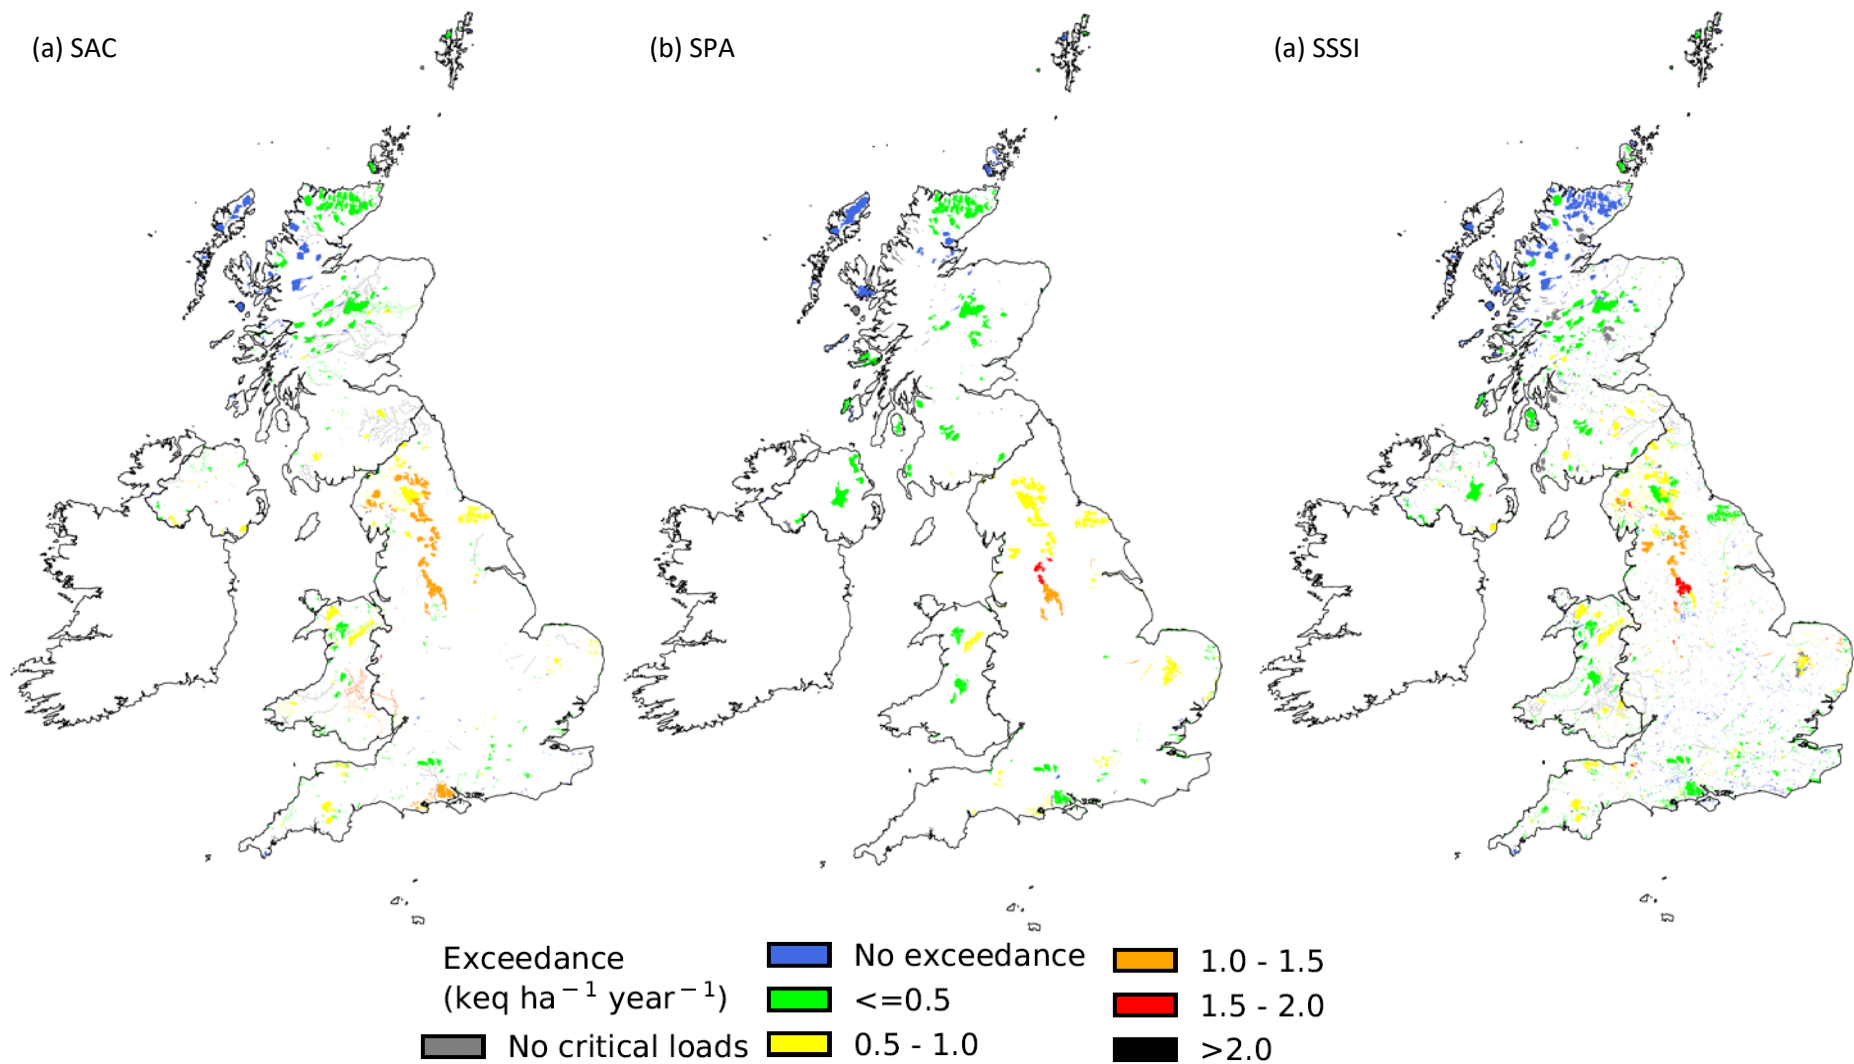 (a) SAC
(b) SPA
(a) SSSI
Exceedance
(keq ha⁻¹ year⁻¹)
No critical loads
No exceedance
<=0.5
0.5 - 1.0
1.0 - 1.5
1.5 - 2.0
>2.0